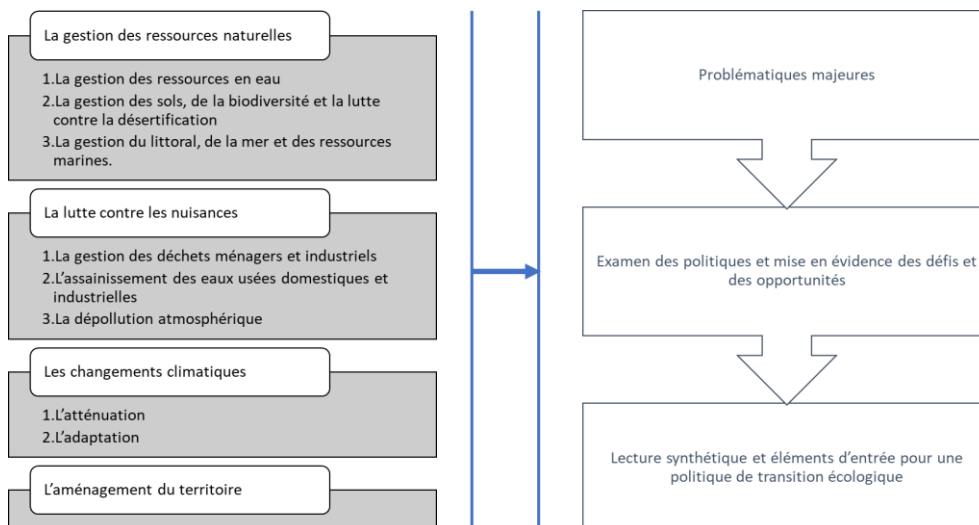 La gestion des ressources naturelles
1.La gestion des ressources en eau
2.La gestion des sols, de la biodiversité et la lutte
contre la désertification
3.La gestion du littoral, de la mer et des ressources
marines.
La lutte contre les nuisances
1.La gestion des déchets ménagers et industriels
2.L'assainissement des eaux usées domestiques et
industrielles
3.La dépollution atmosphérique
Les changements climatiques
1.L'atténuation
2.L'adaptation
L'aménagement du territoire
Problématiques majeures
Examen des politiques et mise en évidence des défis et
des opportunités
Lecture synthétique et éléments d'entrée pour une
politique de transition écologique